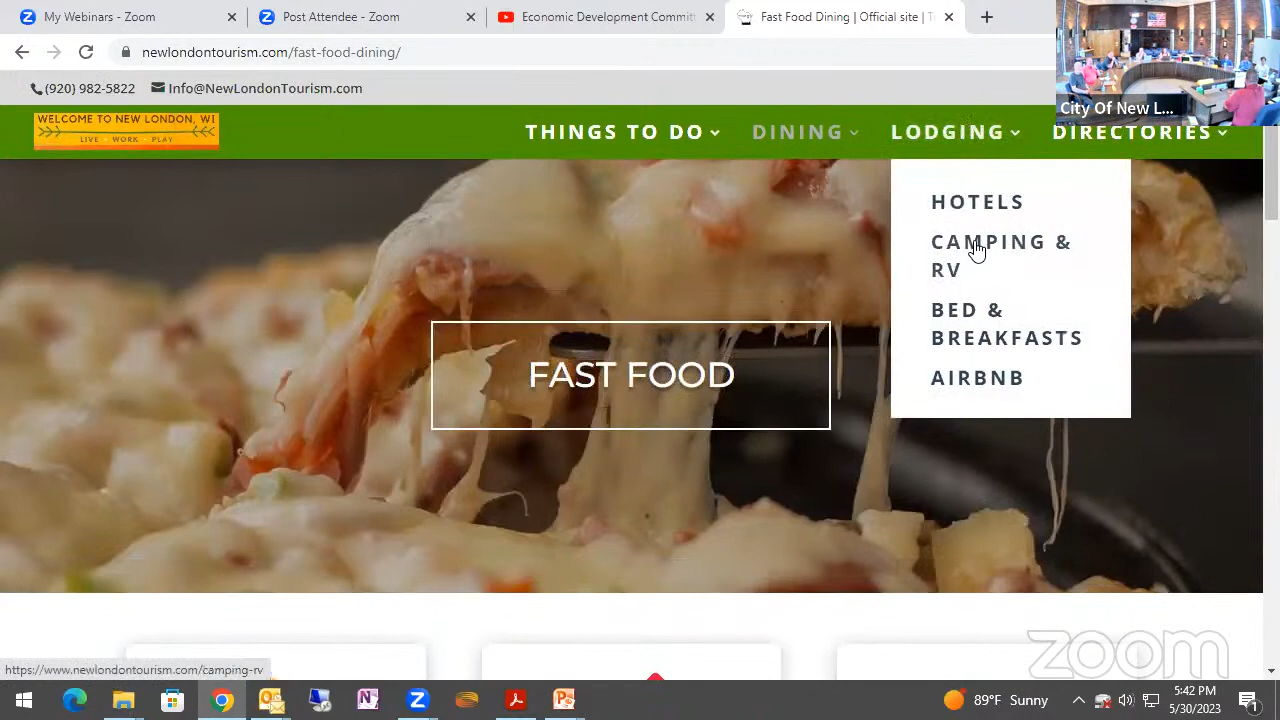 My Webinars - Zoom
Post Attendee - Zoom
Economic Development Committ
Fast Food Dining | Official Site | T
newlondontourism.com/fast-food-dining/
(920) 982-5822
Info@NewLondonTourism.com
City Of New L...
WELCOME TO NEW LONDON, WI
LIVE • WORK • PLAY
THINGS TO DO
DINING
LODGING
DIRECTORIES
HOTELS
CAMPING &
RV
BED &
BREAKFASTS
AIRBNB
FAST FOOD
zoom
https://www.newlondontourism.com/camping-rv
89°F Sunny
5:42 PM
5/30/2023
1